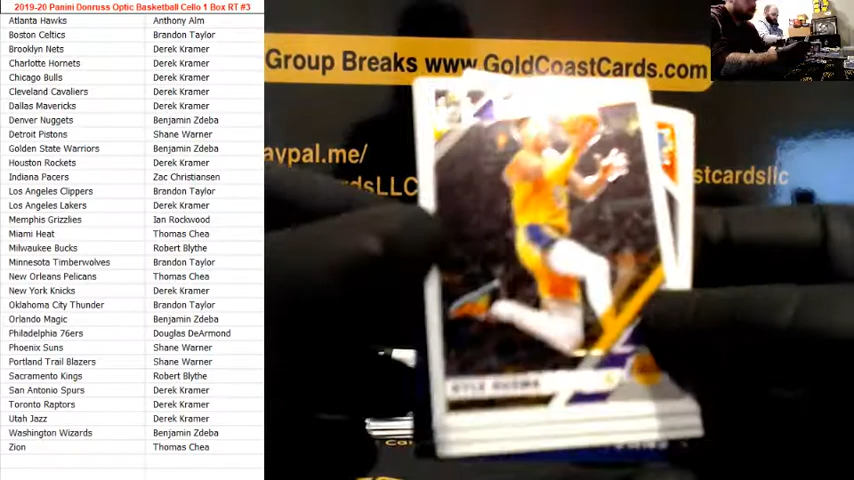 2019-20 Panini Donruss Optic Basketball Cello 1 Box RT #3
Atlanta Hawks Anthony Alm
Boston Celtics Brandon Taylor
Brooklyn Nets Derek Kramer
Charlotte Hornets Derek Kramer
Chicago Bulls Derek Kramer
Cleveland Cavaliers Derek Kramer
Dallas Mavericks Derek Kramer
Denver Nuggets Benjamin Zdeba
Detroit Pistons Shane Warner
Golden State Warriors Benjamin Zdeba
Houston Rockets Derek Kramer
Indiana Pacers Zac Christiansen
Los Angeles Clippers Brandon Taylor
Los Angeles Lakers Derek Kramer
Memphis Grizzlies Ian Rockwood
Miami Heat Thomas Chea
Milwaukee Bucks Robert Blythe
Minnesota Timberwolves Brandon Taylor
New Orleans Pelicans Thomas Chea
New York Knicks Derek Kramer
Oklahoma City Thunder Brandon Taylor
Orlando Magic Benjamin Zdeba
Philadelphia 76ers Douglas DeArmond
Phoenix Suns Shane Warner
Portland Trail Blazers Shane Warner
Sacramento Kings Robert Blythe
San Antonio Spurs Derek Kramer
Toronto Raptors Derek Kramer
Utah Jazz Derek Kramer
Washington Wizards Benjamin Zdeba
Zion Thomas Chea
Group Breaks www.GoldCoastCards.com
aypal.me/
rdsLLC
stcardsllc
KYLE KUZMA